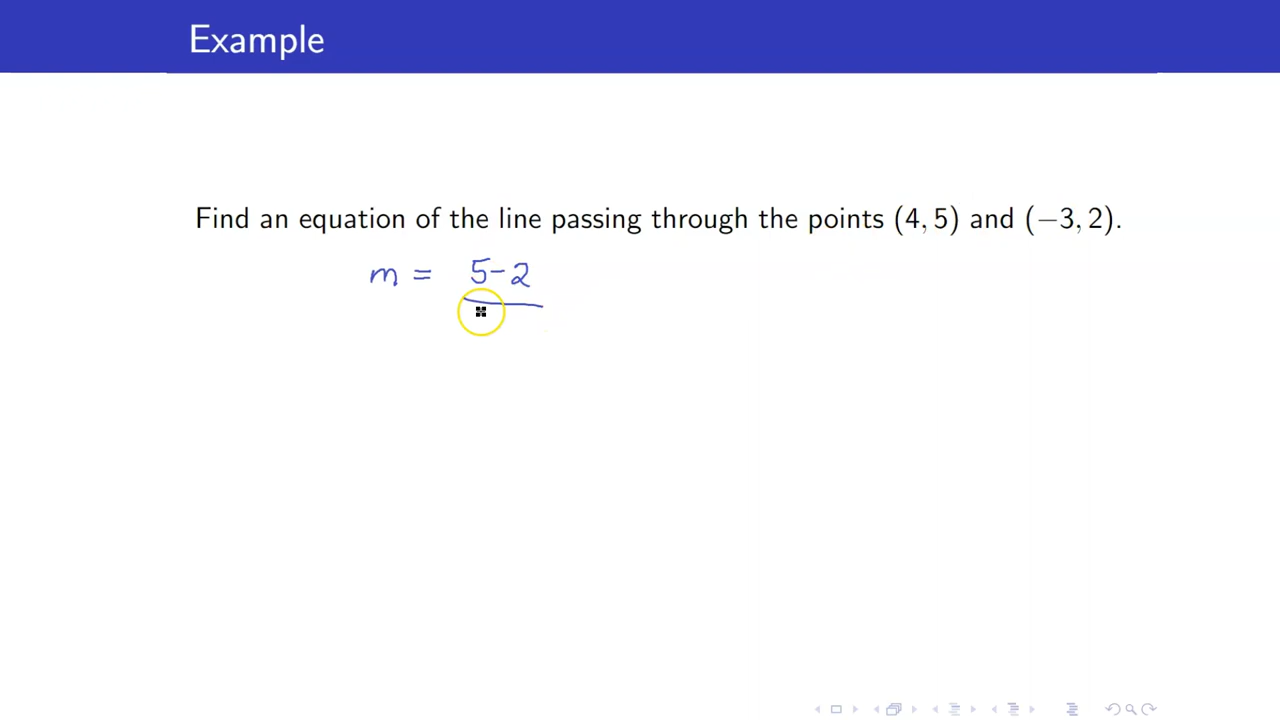 Example
Find an equation of the line passing through the points (4, 5) and (−3, 2).
m = 5-2